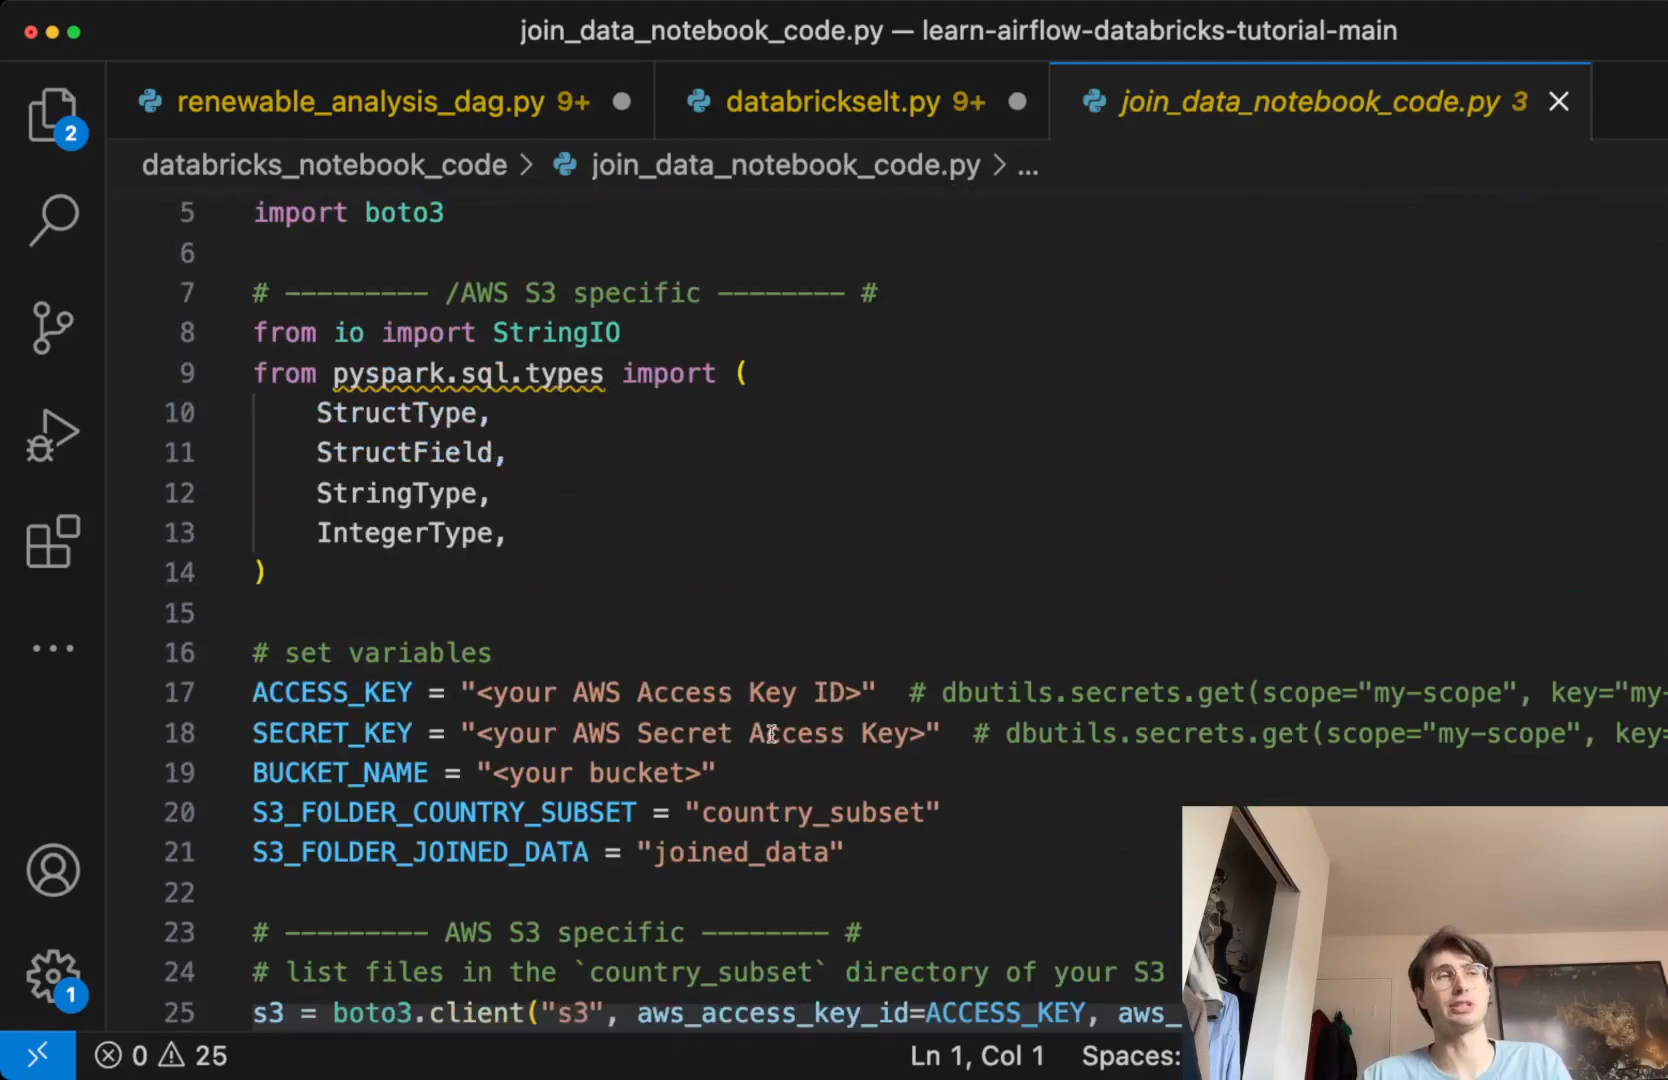 join_data_notebook_code.py — learn-airflow-databricks-tutorial-main
renewable_analysis_dag.py 9+
databrickselt.py 9+
join_data_notebook_code.py 3
2
databricks_notebook_code > join_data_notebook_code.py > ...
5 import boto3
6
7 # --------- /AWS S3 specific -------- #
8 from io import StringIO
9 from pyspark.sql.types import (
10 StructType,
11 StructField,
12 StringType,
13 IntegerType,
14 )
15
16 # set variables
17 ACCESS_KEY = "<your AWS Access Key ID>" # dbutils.secrets.get(scope="my-scope", key="my-
18 SECRET_KEY = "<your AWS Secret Access Key>" # dbutils.secrets.get(scope="my-scope", key=
19 BUCKET_NAME = "<your bucket>"
20 S3_FOLDER_COUNTRY_SUBSET = "country_subset"
21 S3_FOLDER_JOINED_DATA = "joined_data"
22
23 # --------- AWS S3 specific -------- #
24 # list files in the `country_subset` directory of your S3
25 s3 = boto3.client("s3", aws_access_key_id=ACCESS_KEY, aws_
1
0 25
Ln 1, Col 1 Spaces: